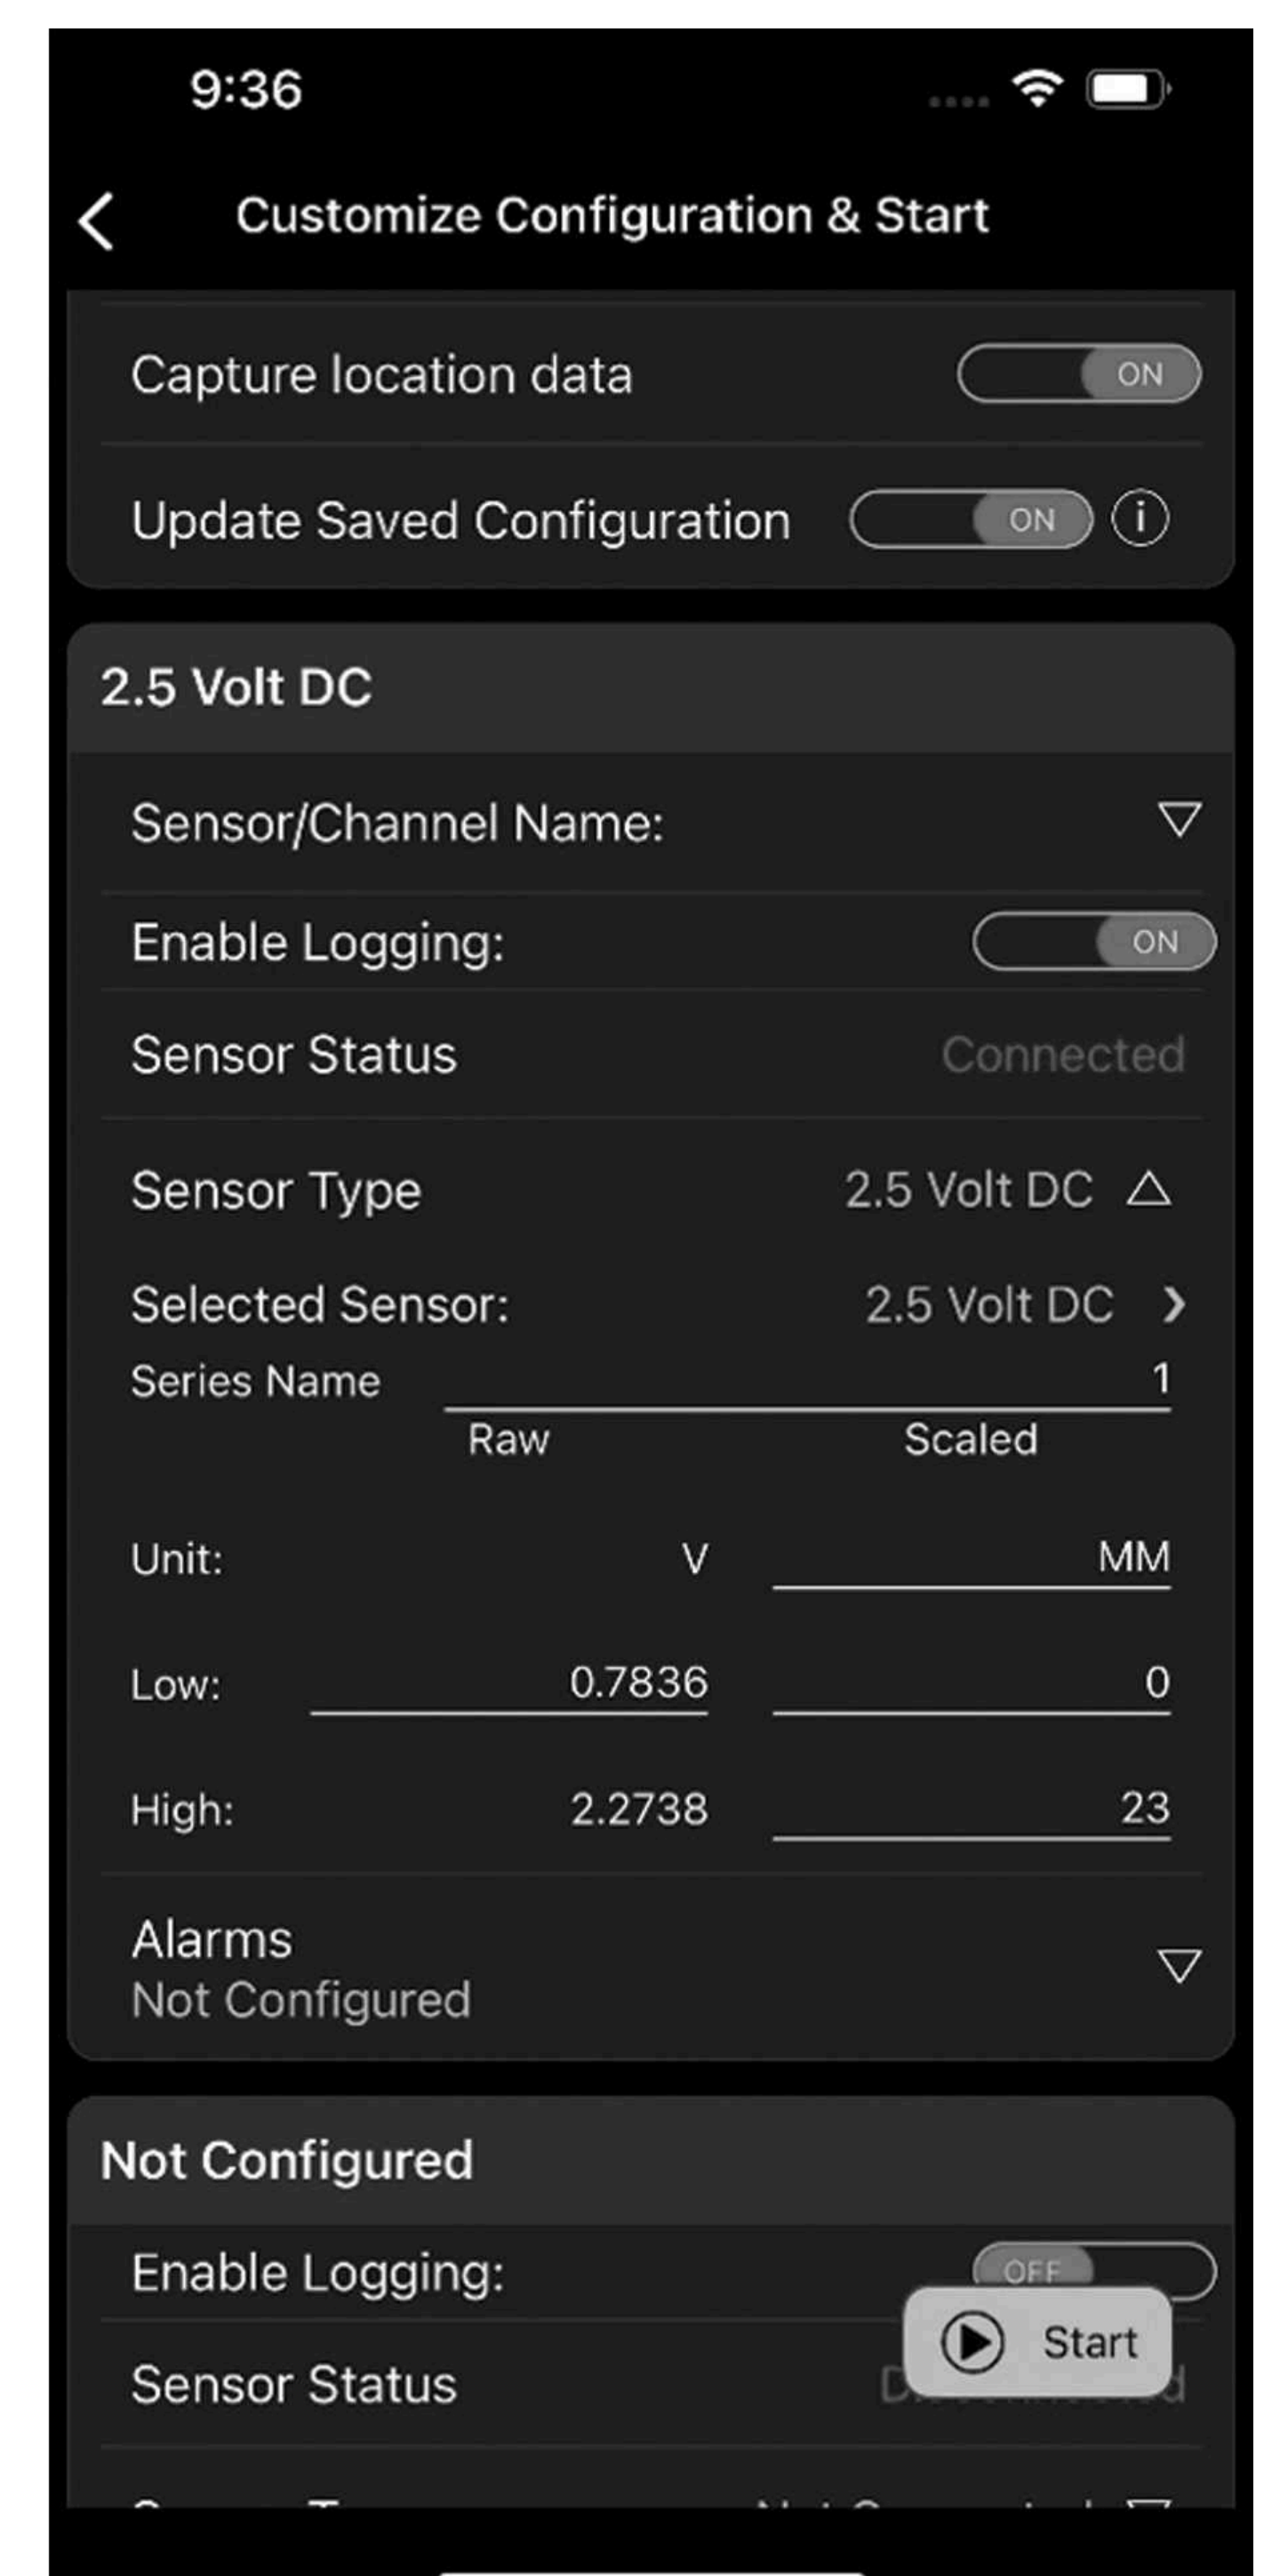 9:36
Customize Configuration & Start
Capture location data ON
Update Saved Configuration ON i
2.5 Volt DC
Sensor/Channel Name:
Enable Logging: ON
Sensor Status Connected
Sensor Type 2.5 Volt DC
Selected Sensor: 2.5 Volt DC
Series Name 1
Raw Scaled
Unit: V MM
Low: 0.7836 0
High: 2.2738 23
Alarms
Not Configured
Not Configured
Enable Logging: OFF
Start
Sensor Status